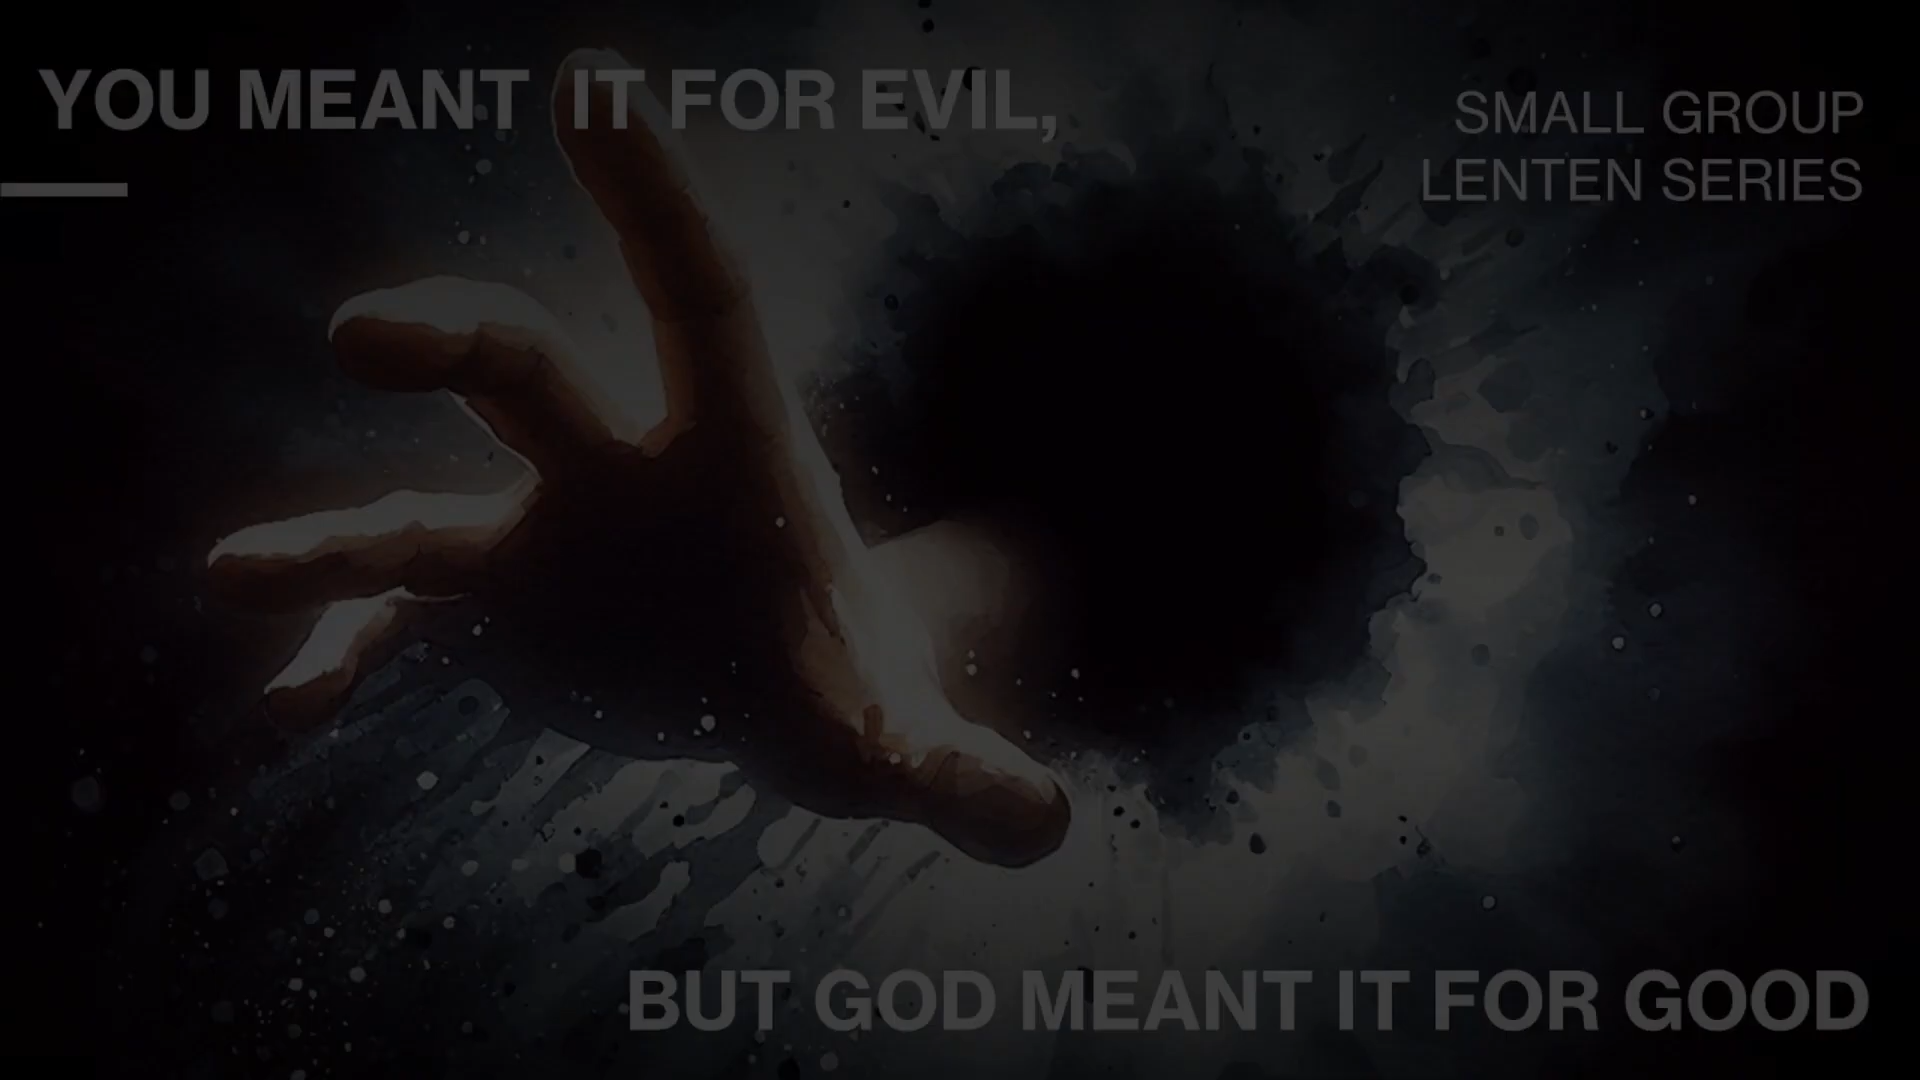 YOU MEANT IT FOR EVIL,
SMALL GROUP
LENTEN SERIES
BUT GOD MEANT IT FOR GOOD